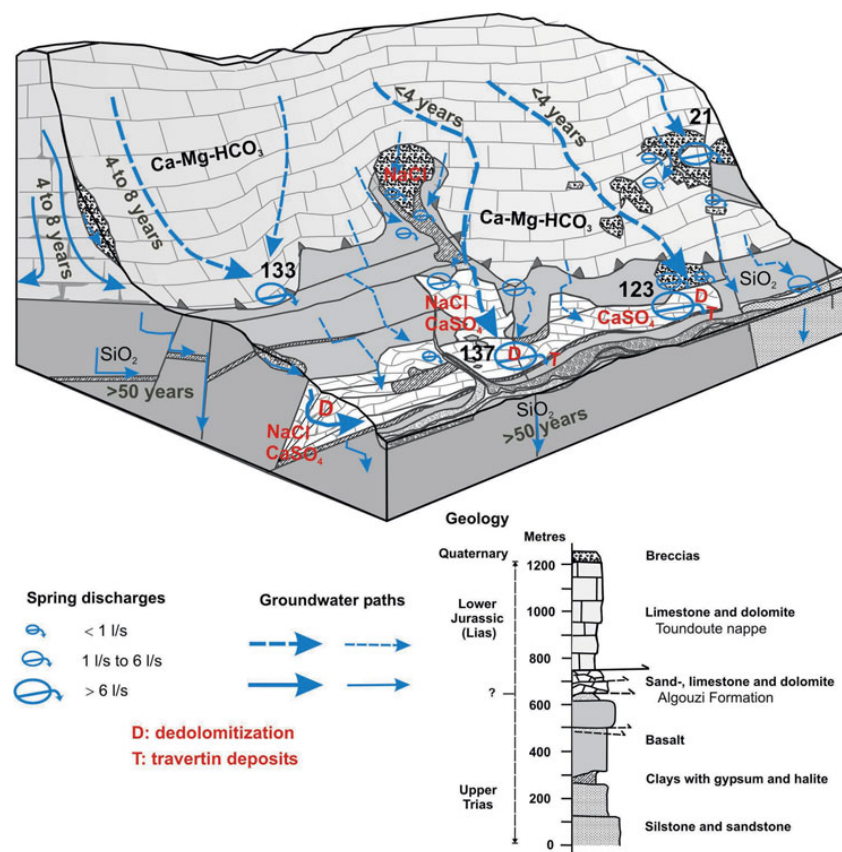 21
<4 years
<4 years
NaCl
Ca-Mg-HCO₃
Ca-Mg-HCO₃
4 to 8 years
4 to 8 years
133
123
SiO₂
D
NaCl
CaSO₄
CaSO₄
T
137
D
T
SiO₂
>50 years
D
NaCl
CaSO₄
SiO₂
>50 years
Geology
Metres
Quaternary
1200
Breccias
Spring discharges
Groundwater paths
Lower
Jurassic
(Lias)
1000
Limestone and dolomite
Toundoute nappe
< 1 l/s
1 l/s to 6 l/s
> 6 l/s
800
?
Sand-, limestone and dolomite
Algouzi Formation
600
D: dedolomitization
T: travertin deposits
Basalt
400
Clays with gypsum and halite
Upper
Trias
200
Silstone and sandstone
0